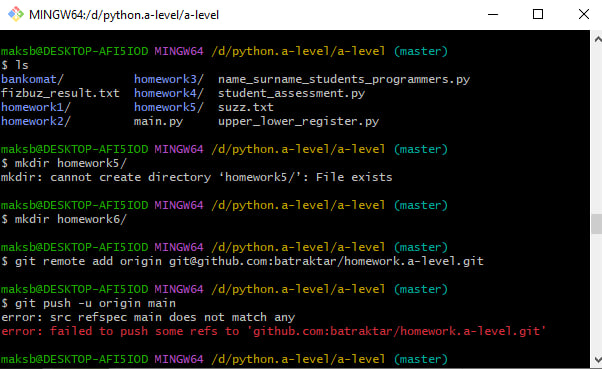 MINGW64:/d/python.a-level/a-level
maksb@DESKTOP-AFI5IOD MINGW64 /d/python.a-level/a-level (master)
$ ls
bankomat/ homework3/ name_surname_students_programmers.py
fizbuz_result.txt homework4/ student_assessment.py
homework1/ homework5/ suzz.txt
homework2/ main.py upper_lower_register.py
maksb@DESKTOP-AFI5IOD MINGW64 /d/python.a-level/a-level (master)
$ mkdir homework5/
mkdir: cannot create directory ‘homework5/’: File exists
maksb@DESKTOP-AFI5IOD MINGW64 /d/python.a-level/a-level (master)
$ mkdir homework6/
maksb@DESKTOP-AFI5IOD MINGW64 /d/python.a-level/a-level (master)
$ git remote add origin git@github.com:batraktar/homework.a-level.git
maksb@DESKTOP-AFI5IOD MINGW64 /d/python.a-level/a-level (master)
$ git push -u origin main
error: src refspec main does not match any
error: failed to push some refs to 'github.com:batraktar/homework.a-level.git'
maksb@DESKTOP-AFI5IOD MINGW64 /d/python.a-level/a-level (master)